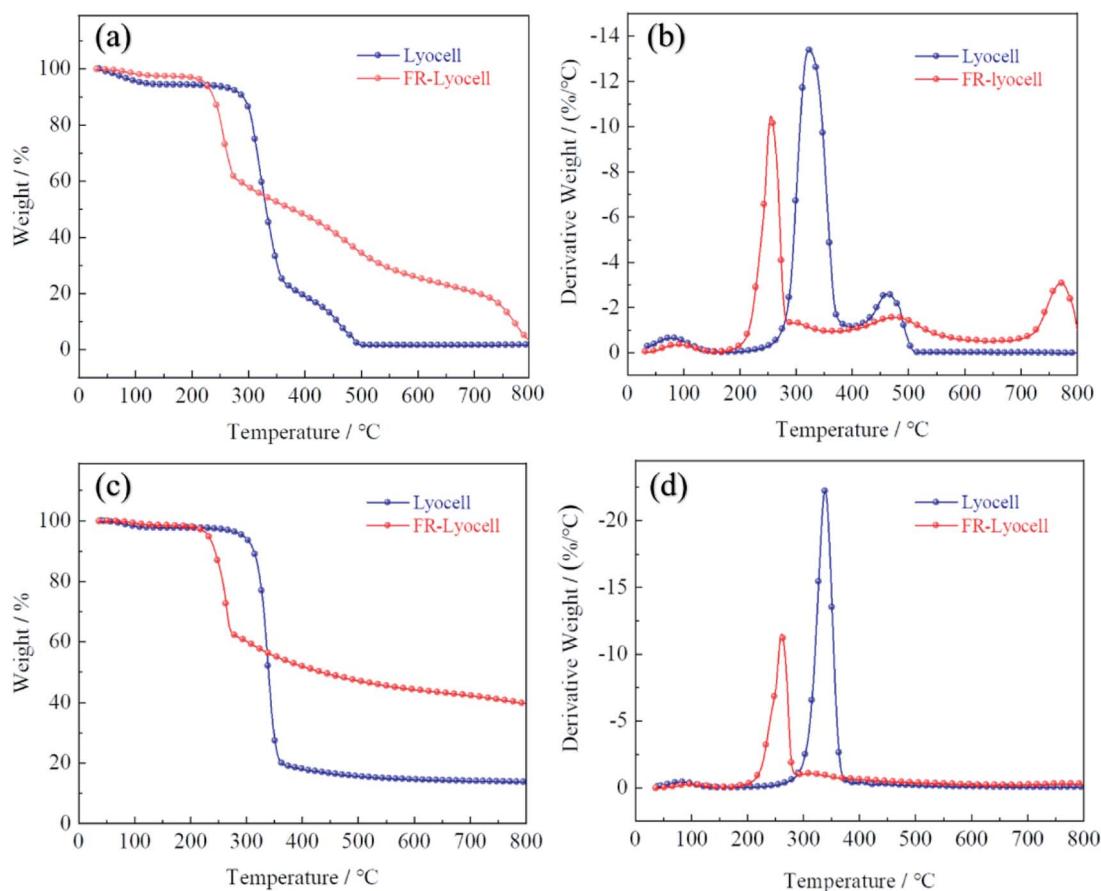 (a)
Lyocell
FR-Lyocell
Weight / %
100
80
60
40
20
0
0 100 200 300 400 500 600 700 800
Temperature / °C
(b)
Lyocell
FR-lyocell
Derivative Weight / (%/°C)
-14
-12
-10
-8
-6
-4
-2
0
0 100 200 300 400 500 600 700 800
Temperature / °C
(c)
Lyocell
FR-Lyocell
Weight / %
100
80
60
40
20
0
0 100 200 300 400 500 600 700 800
Temperature / °C
(d)
Lyocell
FR-Lyocell
Derivative Weight / (%/°C)
-20
-15
-10
-5
0
0 100 200 300 400 500 600 700 800
Temperature / °C